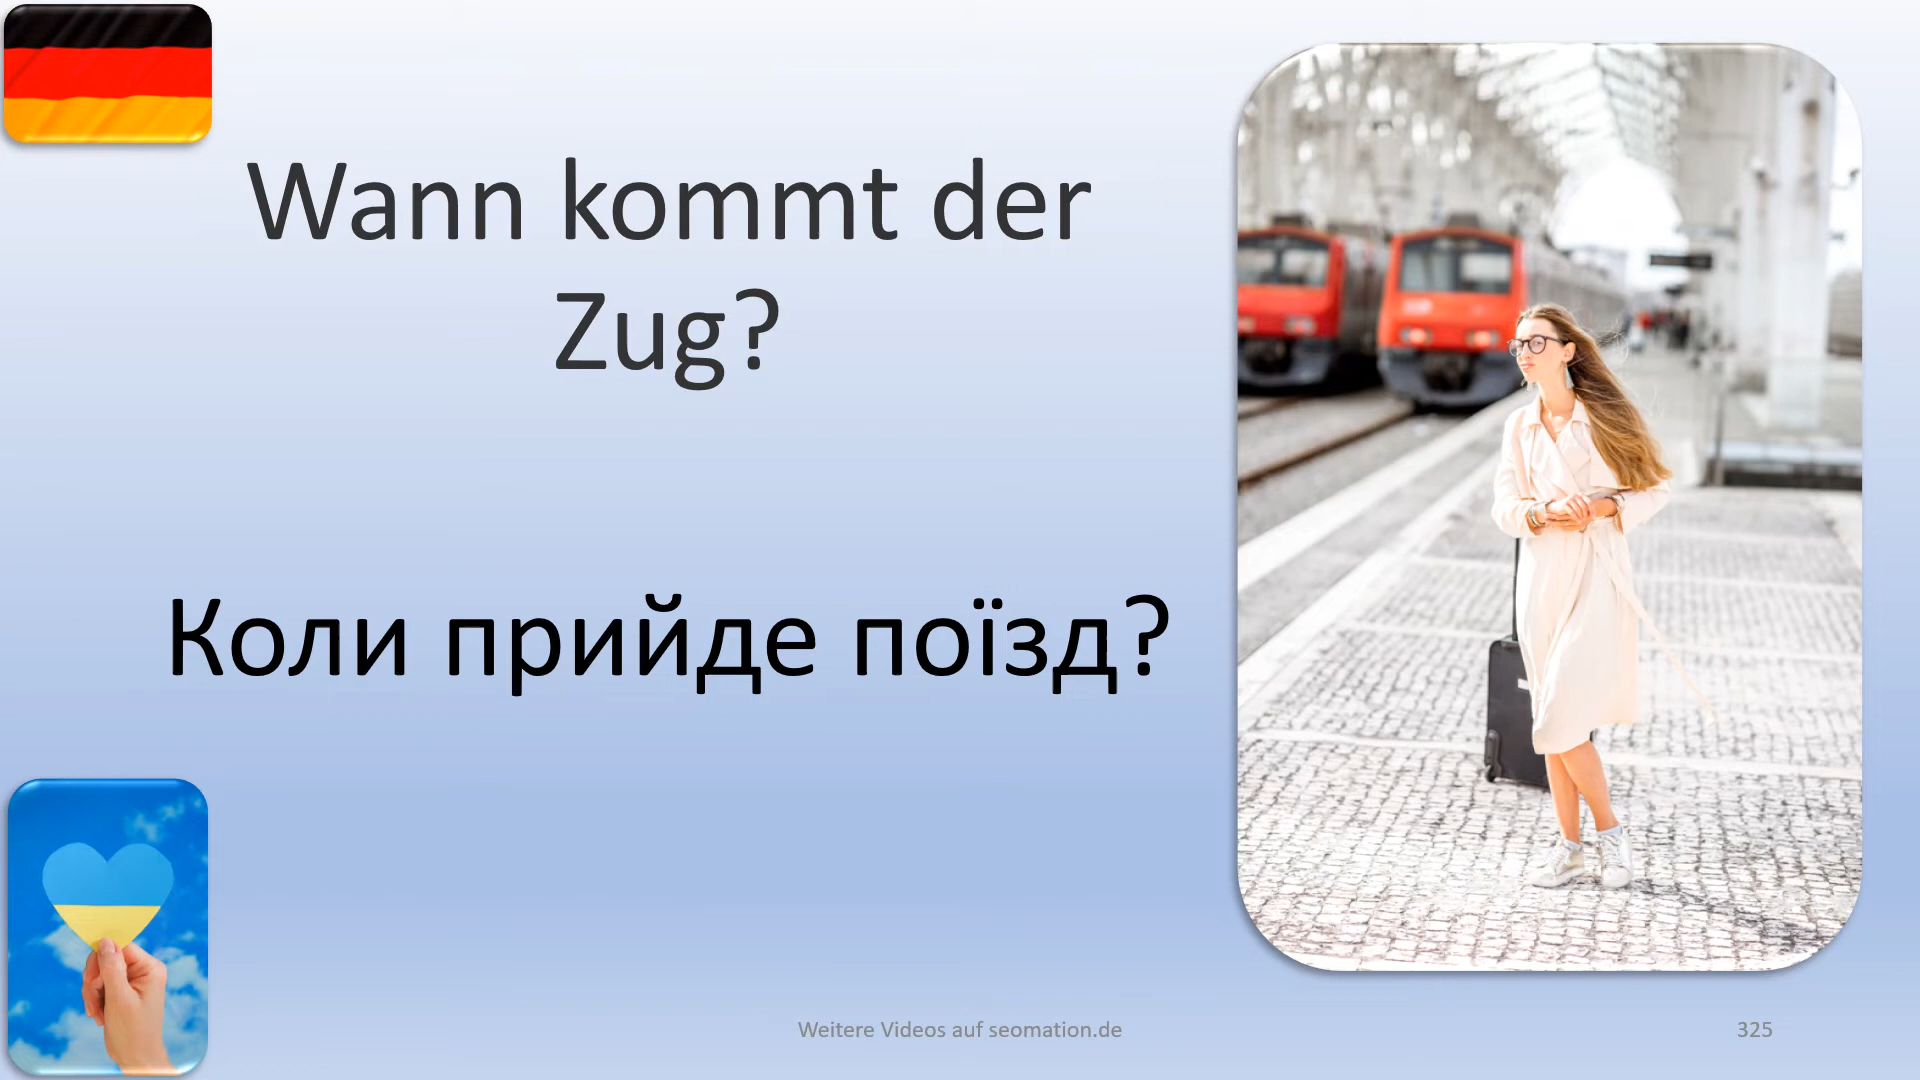 Wann kommt der
Zug?
Коли прийде поїзд?
Weitere Videos auf seomation.de
325